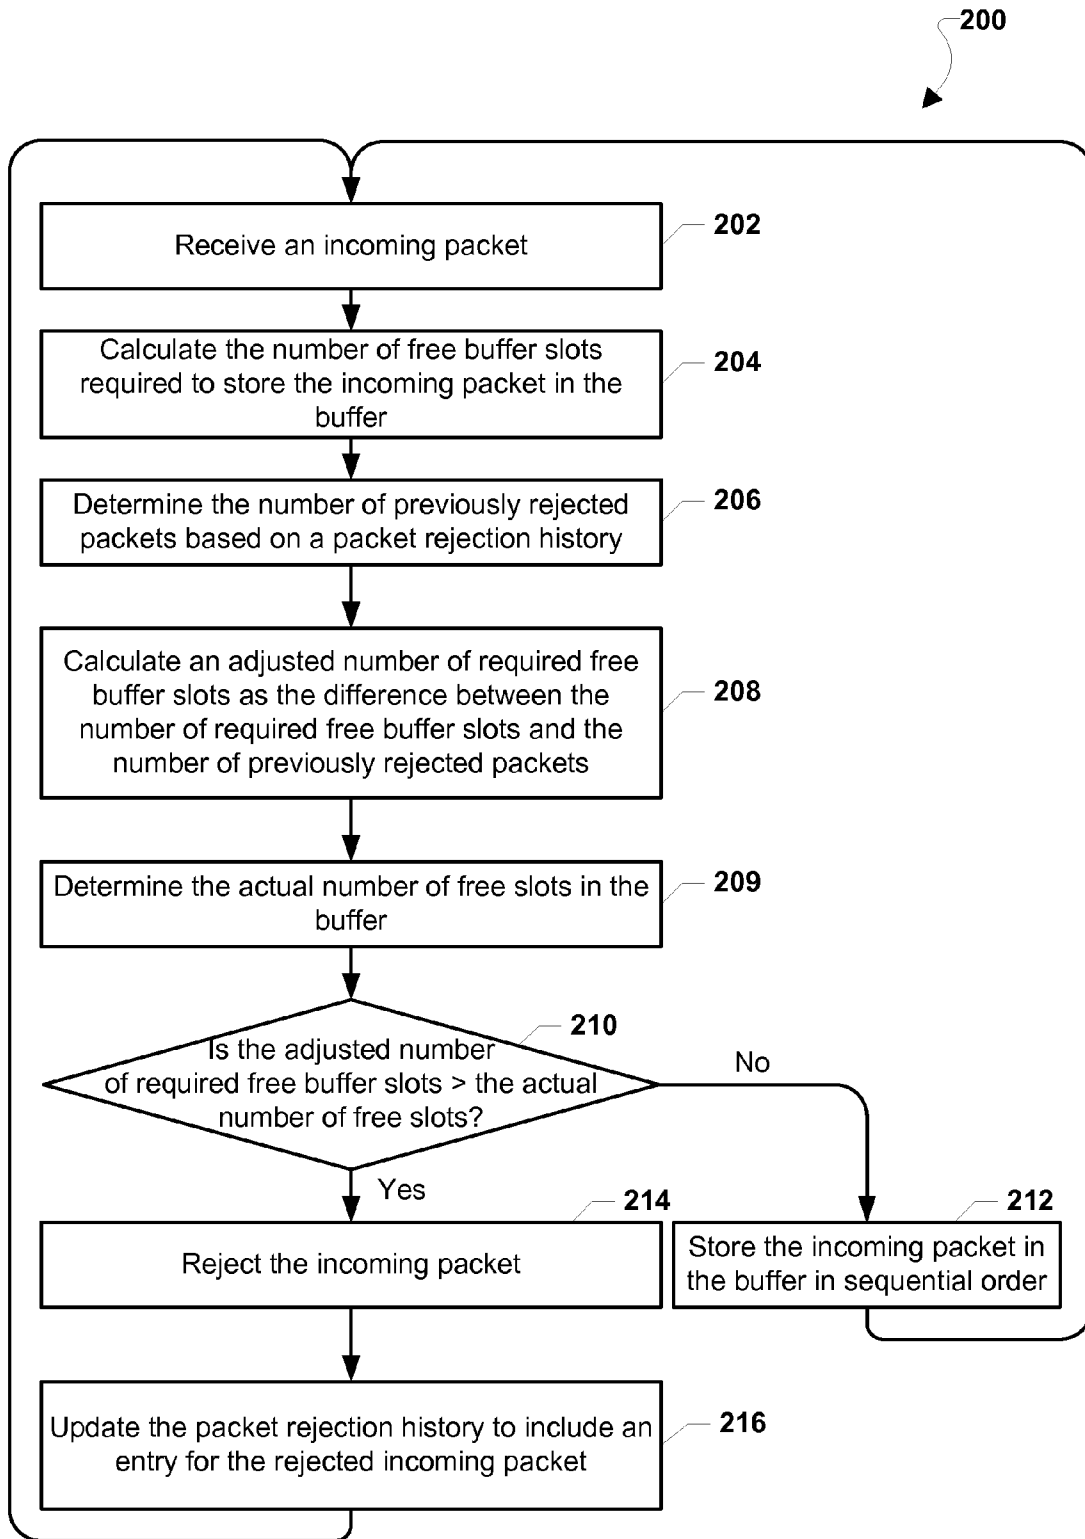 200
Receive an incoming packet
202
Calculate the number of free buffer slots
required to store the incoming packet in the
buffer
204
Determine the number of previously rejected
packets based on a packet rejection history
206
Calculate an adjusted number of required free
buffer slots as the difference between the
number of required free buffer slots and the
number of previously rejected packets
208
Determine the actual number of free slots in the
buffer
209
Is the adjusted number
of required free buffer slots > the actual
number of free slots?
210
No
Yes
Reject the incoming packet
214
Store the incoming packet in
the buffer in sequential order
212
Update the packet rejection history to include an
entry for the rejected incoming packet
216